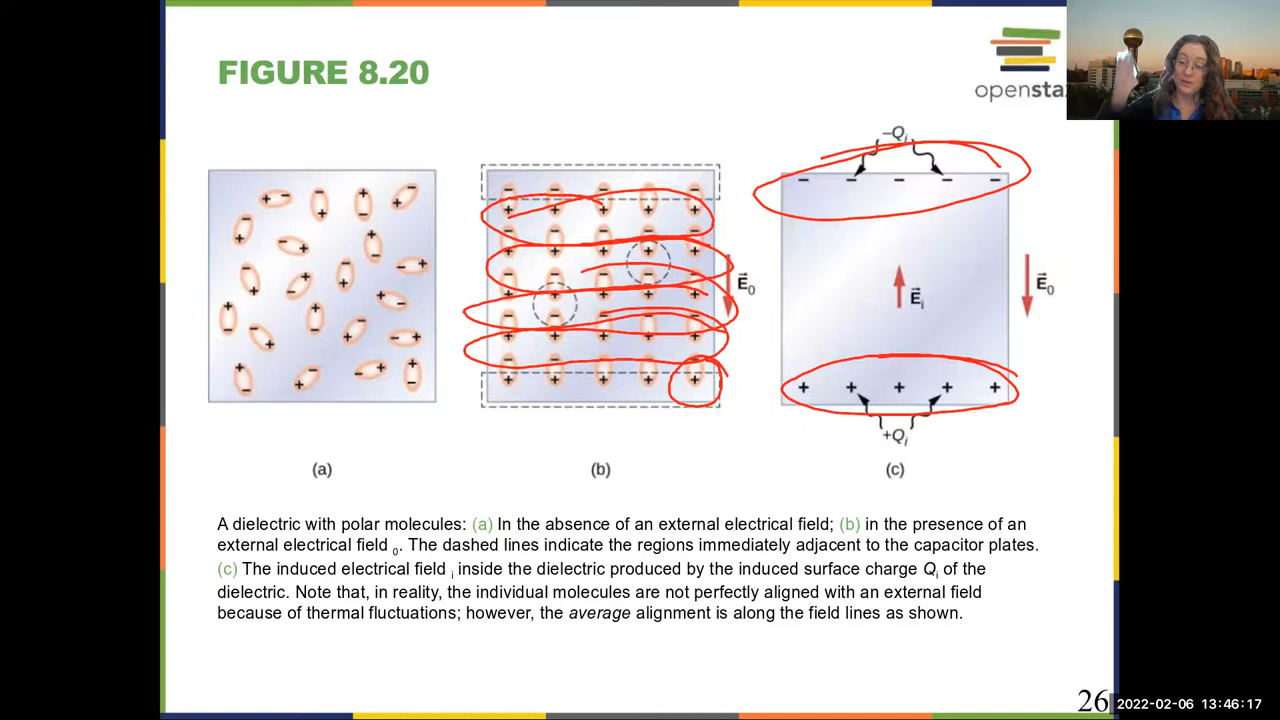 FIGURE 8.20
openstax
−Qi
E0
Ei
E0
+Qi
(a)
(b)
(c)
A dielectric with polar molecules: (a) In the absence of an external electrical field; (b) in the presence of an
external electrical field 0. The dashed lines indicate the regions immediately adjacent to the capacitor plates.
(c) The induced electrical field i inside the dielectric produced by the induced surface charge Qi of the
dielectric. Note that, in reality, the individual molecules are not perfectly aligned with an external field
because of thermal fluctuations; however, the average alignment is along the field lines as shown.
26
2022-02-06 13:46:17